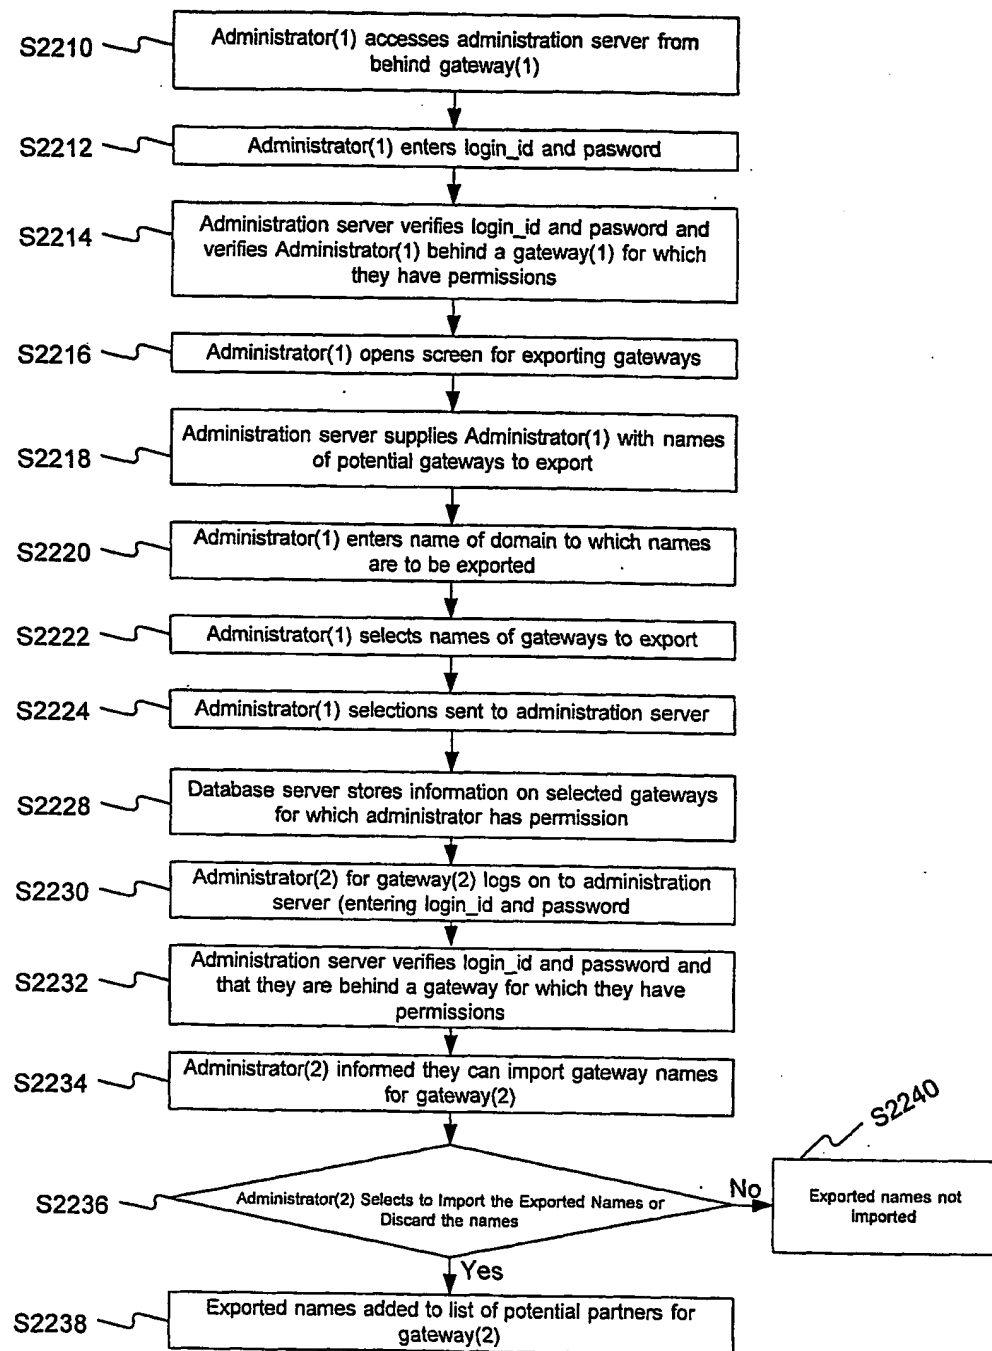 S2210
Administrator(1) accesses administration server from
behind gateway(1)
S2212
Administrator(1) enters login_id and pasword
S2214
Administration server verifies login_id and pasword and
verifies Administrator(1) behind a gateway(1) for which
they have permissions
S2216
Administrator(1) opens screen for exporting gateways
S2218
Administration server supplies Administrator(1) with names
of potential gateways to export
S2220
Administrator(1) enters name of domain to which names
are to be exported
S2222
Administrator(1) selects names of gateways to export
S2224
Administrator(1) selections sent to administration server
S2228
Database server stores information on selected gateways
for which administrator has permission
S2230
Administrator(2) for gateway(2) logs on to administration
server (entering login_id and password
S2232
Administration server verifies login_id and password and
that they are behind a gateway for which they have
permissions
S2234
Administrator(2) informed they can import gateway names
for gateway(2)
S2236
Administrator(2) Selects to Import the Exported Names or
Discard the names
No
S2240
Exported names not
imported
Yes
S2238
Exported names added to list of potential partners for
gateway(2)